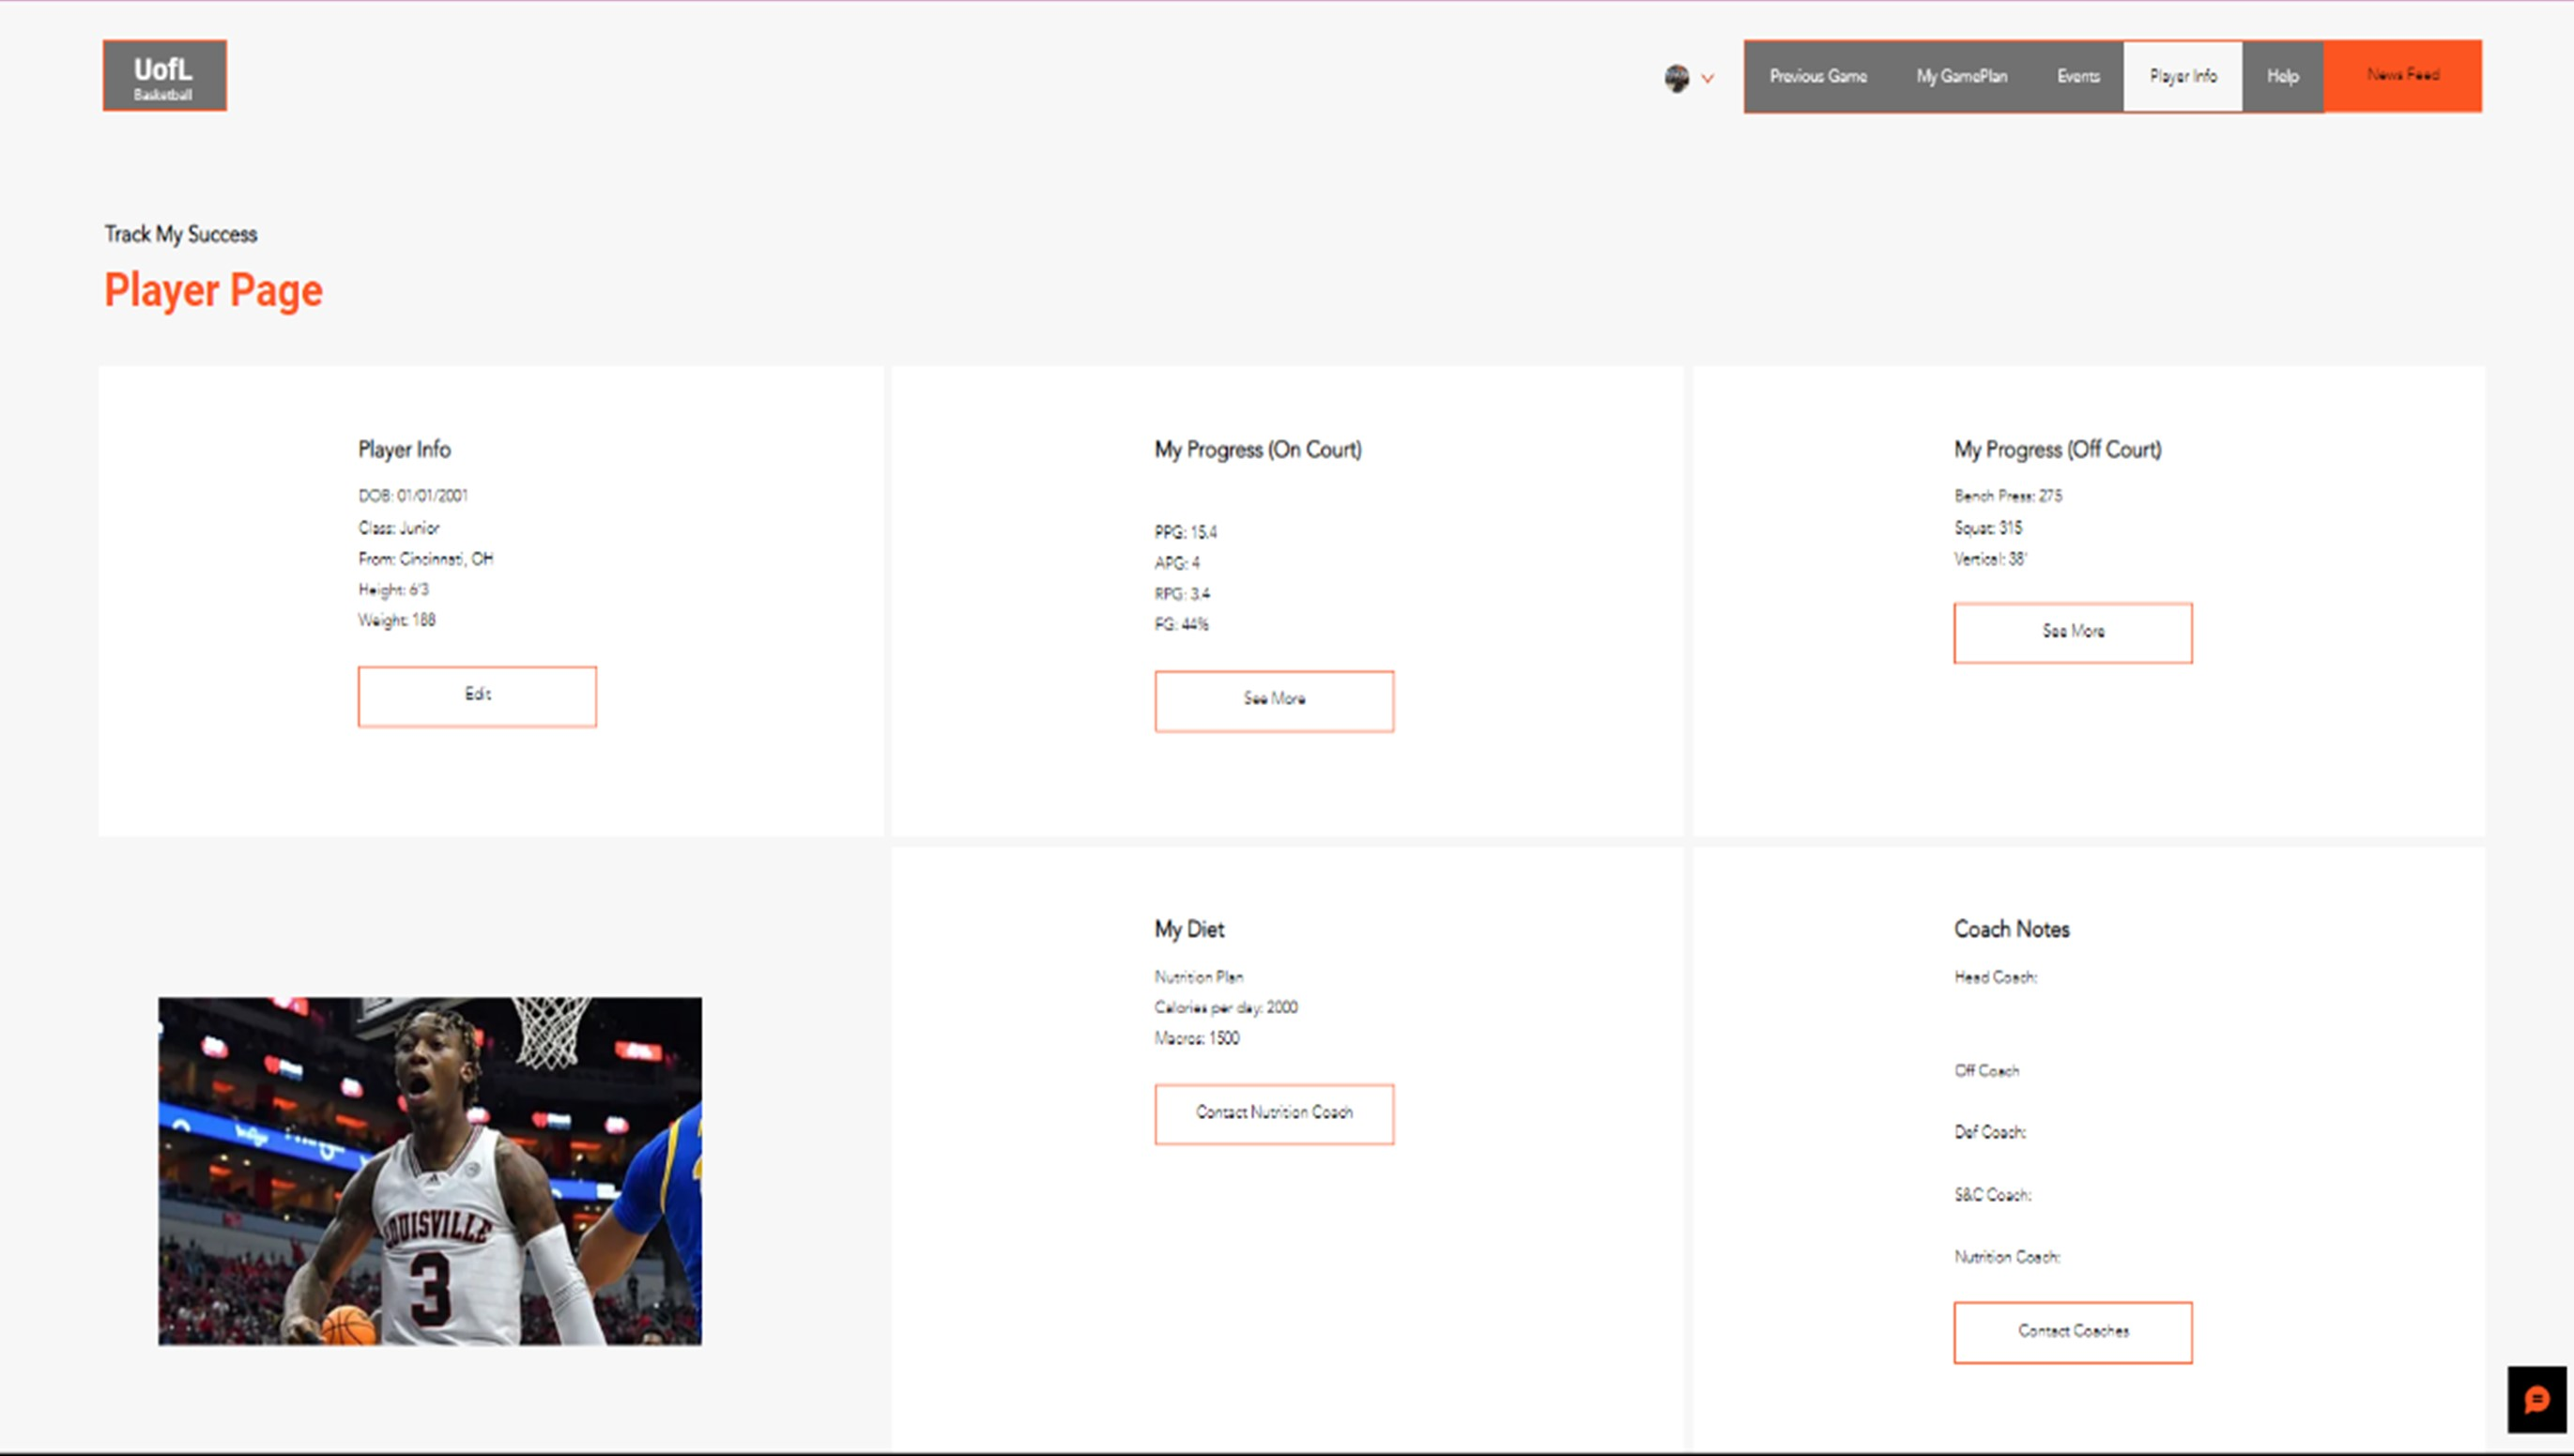 UofL
Basketball
Previous Game
My GamePlan
Events
Player Info
Help
News Feed
Track My Success
Player Page
Player Info
DOB: 01/01/2001
Class: Junior
From: Cincinnati, OH
Height: 6'3
Weight: 188
Edit
My Progress (On Court)
PPG: 15.4
APG: 4
RPG: 3.4
FG: 44%
See More
My Progress (Off Court)
Bench Press: 275
Squat: 315
Vertical: 38'
See More
LOUISVILLE
3
My Diet
Nutrition Plan
Calories per day: 2000
Macros: 1500
Contact Nutrition Coach
Coach Notes
Head Coach:
Off Coach
Def Coach:
S&C Coach:
Nutrition Coach:
Contact Coaches